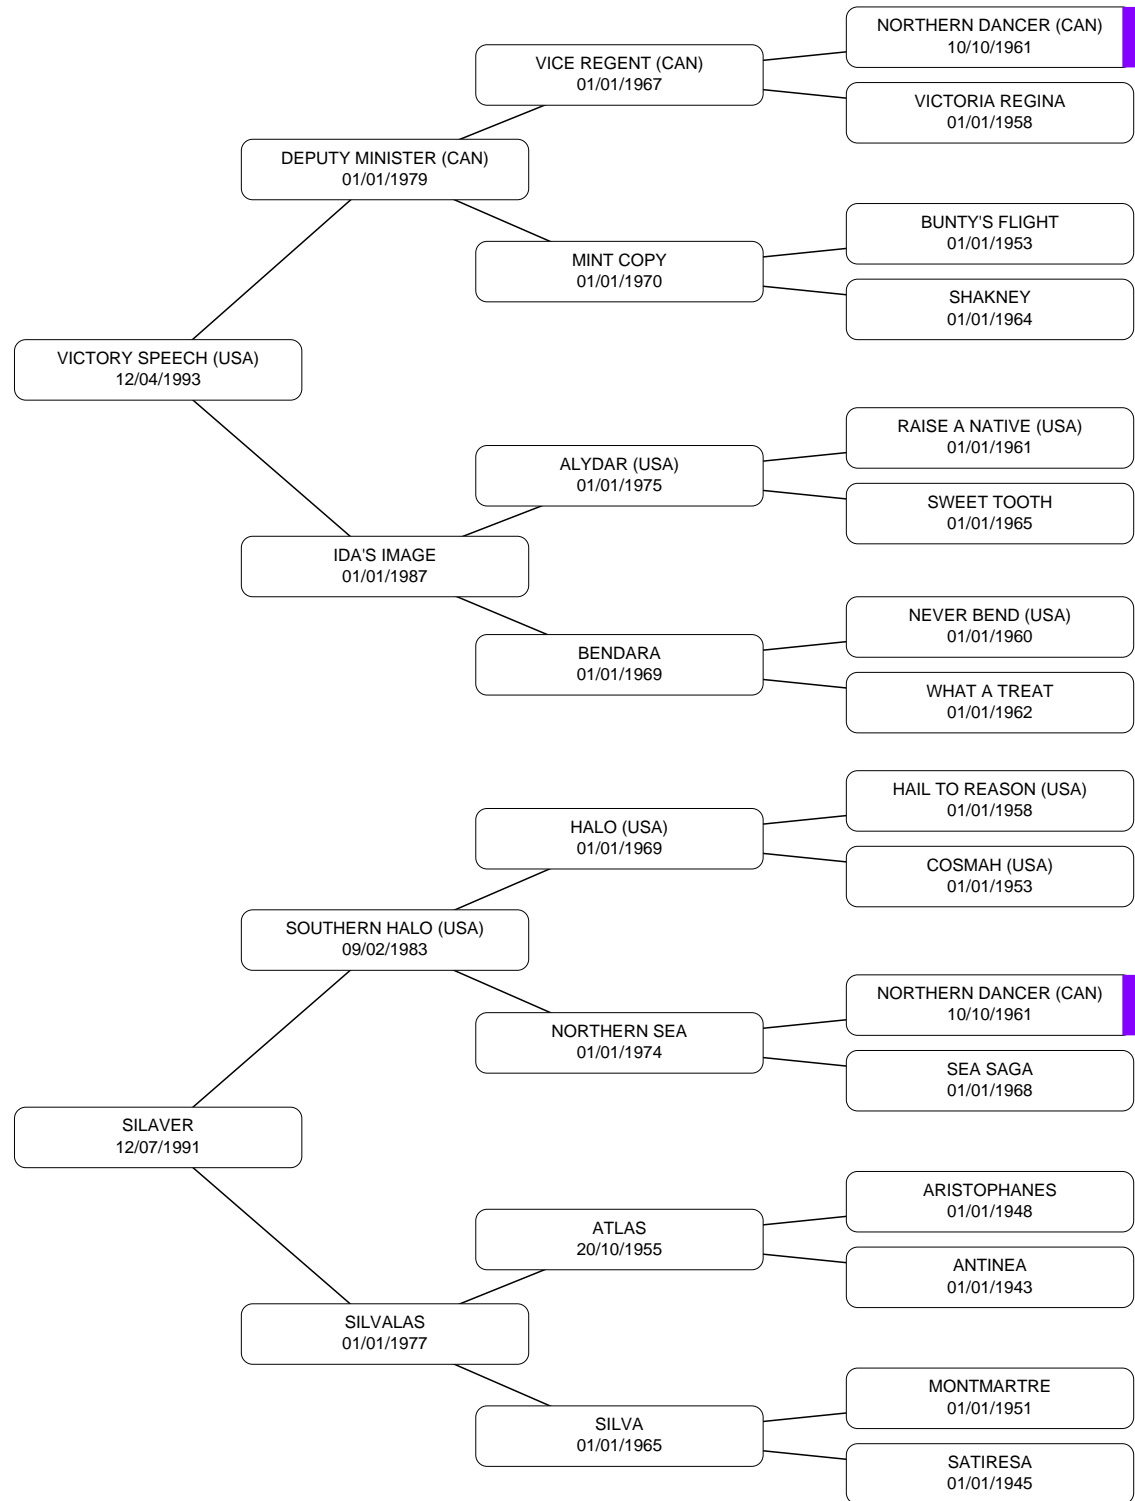 NORTHERN DANCER (CAN)
10/10/1961
VICE REGENT (CAN)
01/01/1967
VICTORIA REGINA
01/01/1958
DEPUTY MINISTER (CAN)
01/01/1979
BUNTY'S FLIGHT
01/01/1953
MINT COPY
01/01/1970
SHAKNEY
01/01/1964
VICTORY SPEECH (USA)
12/04/1993
RAISE A NATIVE (USA)
01/01/1961
ALYDAR (USA)
01/01/1975
SWEET TOOTH
01/01/1965
IDA'S IMAGE
01/01/1987
NEVER BEND (USA)
01/01/1960
BENDARA
01/01/1969
WHAT A TREAT
01/01/1962
HAIL TO REASON (USA)
01/01/1958
HALO (USA)
01/01/1969
COSMAH (USA)
01/01/1953
SOUTHERN HALO (USA)
09/02/1983
NORTHERN DANCER (CAN)
10/10/1961
NORTHERN SEA
01/01/1974
SEA SAGA
01/01/1968
SILAVER
12/07/1991
ARISTOPHANES
01/01/1948
ATLAS
20/10/1955
ANTINEA
01/01/1943
SILVALAS
01/01/1977
MONTMARTRE
01/01/1951
SILVA
01/01/1965
SATIRESA
01/01/1945